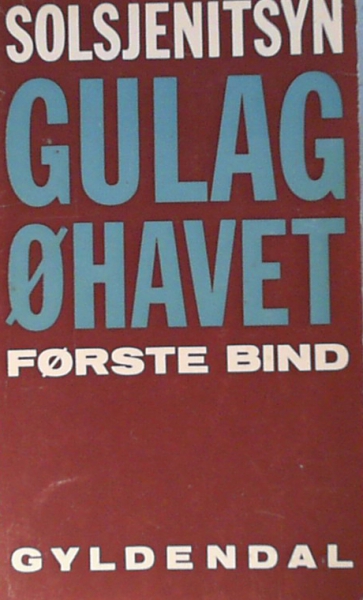 SOLSJENITSYN
GULAG
ØHAVET
FØRSTE BIND
GYLDENDAL